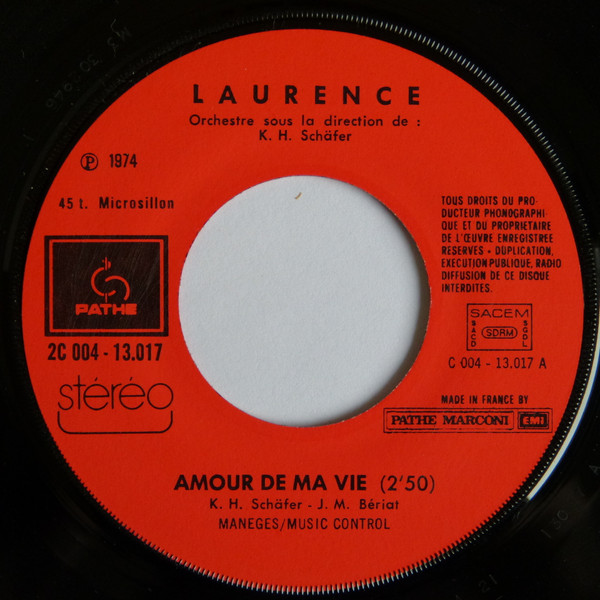 LAURENCE
Orchestre sous la direction de :
K. H. Schäfer
℗ 1974
45 t. Microsillon
PATHE
2C 004 - 13.017
stéréo
TOUS DROITS DU PRO-
DUCTEUR PHONOGRAPHI-
QUE ET DU PROPRIETAIRE
DE L'ŒUVRE ENREGISTREE
RESERVES - DUPLICATION,
EXECUTION PUBLIQUE, RADIO
DIFFUSION DE CE DISQUE
INTERDITES.
SACEM
SACD
SDRM
SGDL
C 004 - 13.017 A
MADE IN FRANCE BY
PATHE MARCONI EMI
AMOUR DE MA VIE (2'50)
K. H. Schäfer - J. M. Bëriat
MANEGES/MUSIC CONTROL